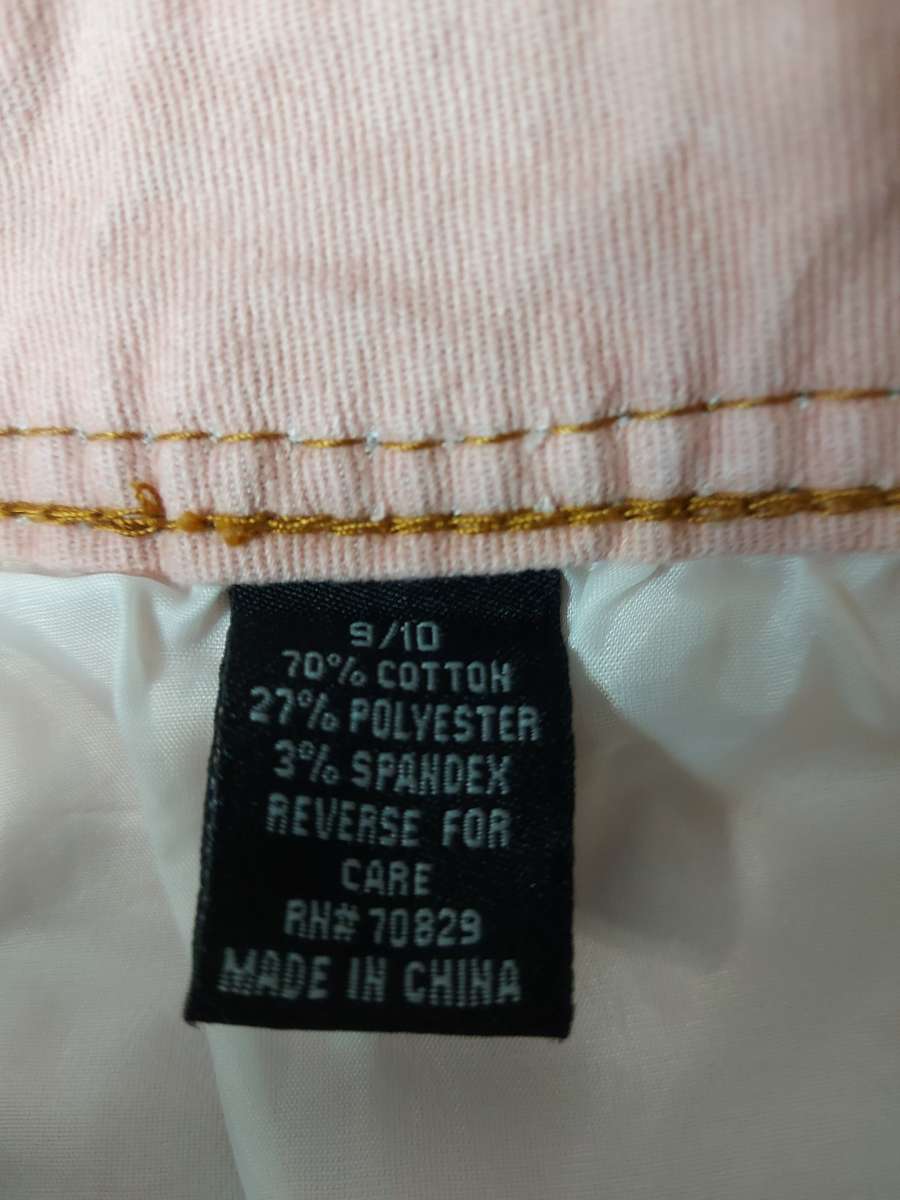 9/10
70% COTTON
27% POLYESTER
3% SPANDEX
REVERSE FOR
CARE
RN# 70829
MADE IN CHINA